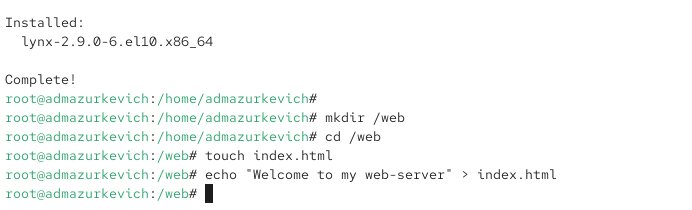 Installed:
  lynx-2.9.0-6.el10.x86_64

Complete!
root@admazurkevich:/home/admazurkevich#
root@admazurkevich:/home/admazurkevich# mkdir /web
root@admazurkevich:/home/admazurkevich# cd /web
root@admazurkevich:/web# touch index.html
root@admazurkevich:/web# echo "Welcome to my web-server" > index.html
root@admazurkevich:/web#